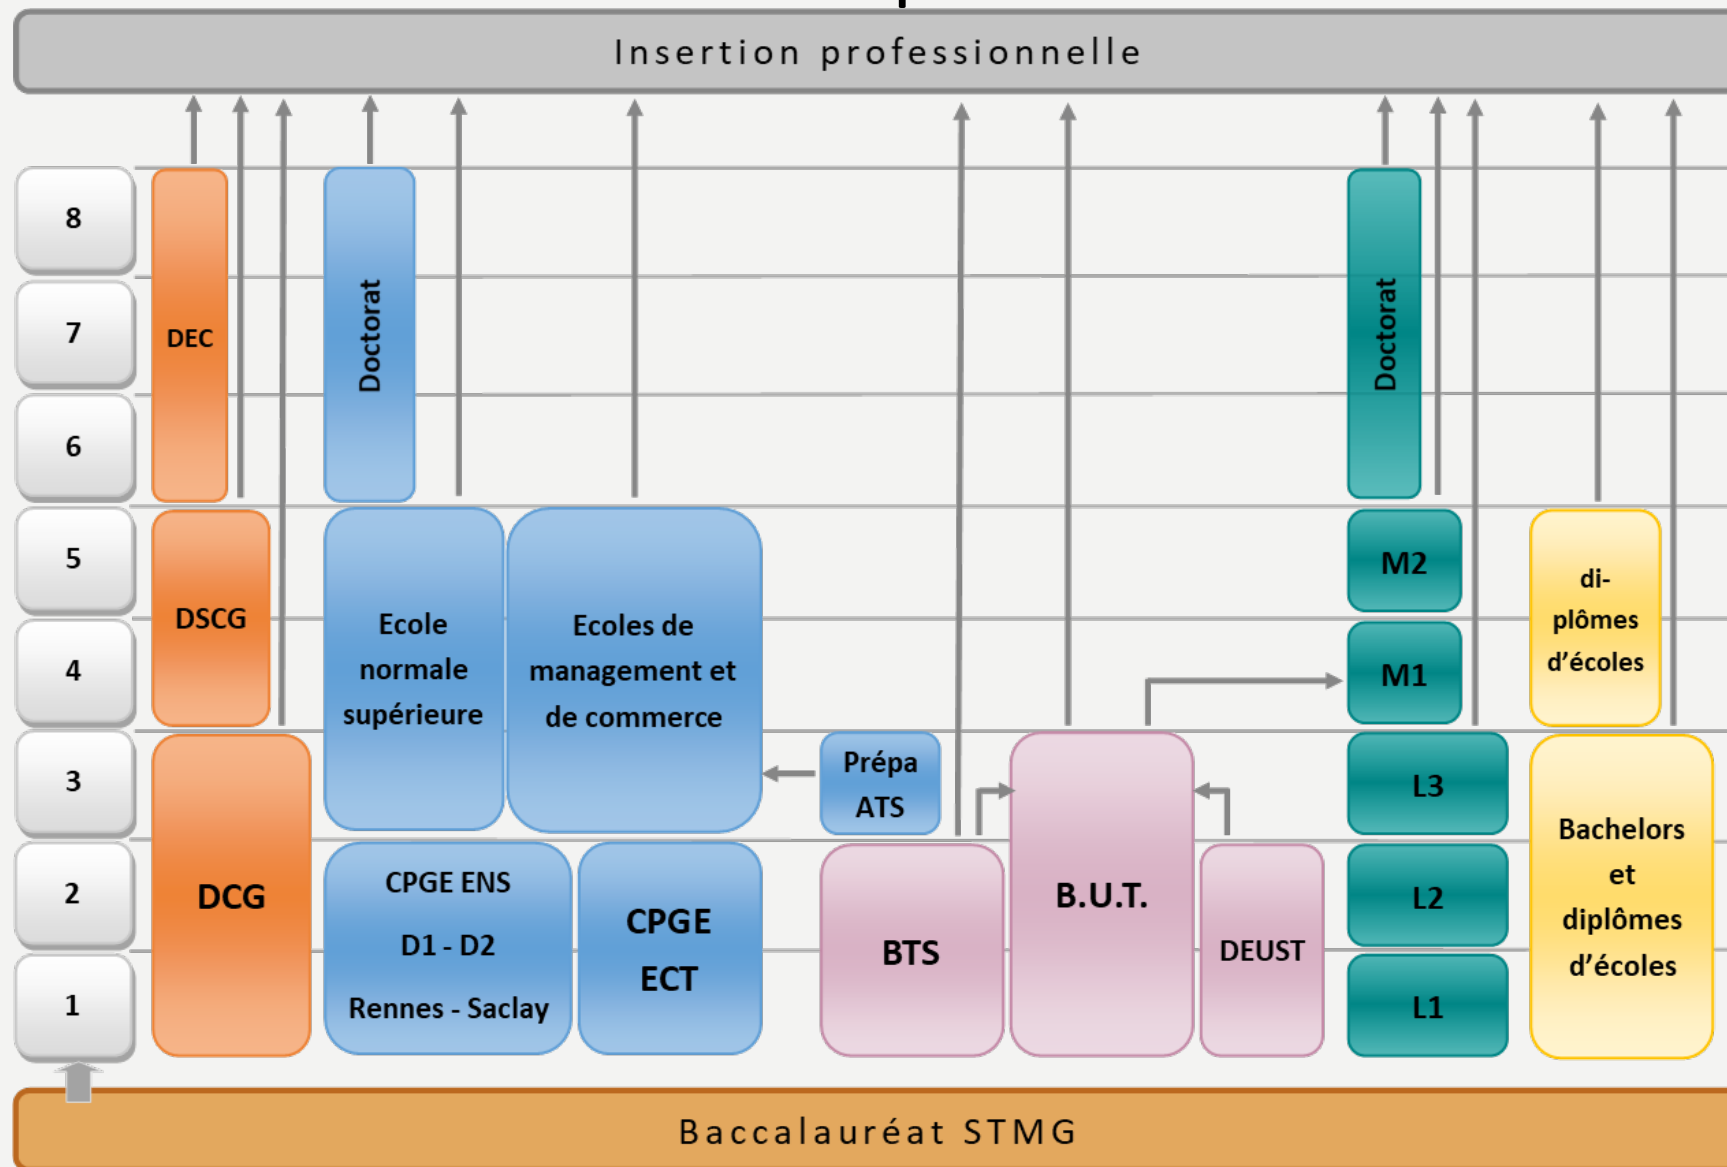 Insertion professionnelle
8
7
6
5
4
3
2
1
DEC
DSCG
DCG
Doctorat
Ecole
normale
supérieure
Ecoles de
management et
de commerce
CPGE ENS
D1 - D2
Rennes - Saclay
CPGE
ECT
Prépa
ATS
BTS
B.U.T.
DEUST
Doctorat
M2
M1
L3
L2
L1
di-
plômes
d’écoles
Bachelors
et
diplômes
d’écoles
Baccalauréat STMG